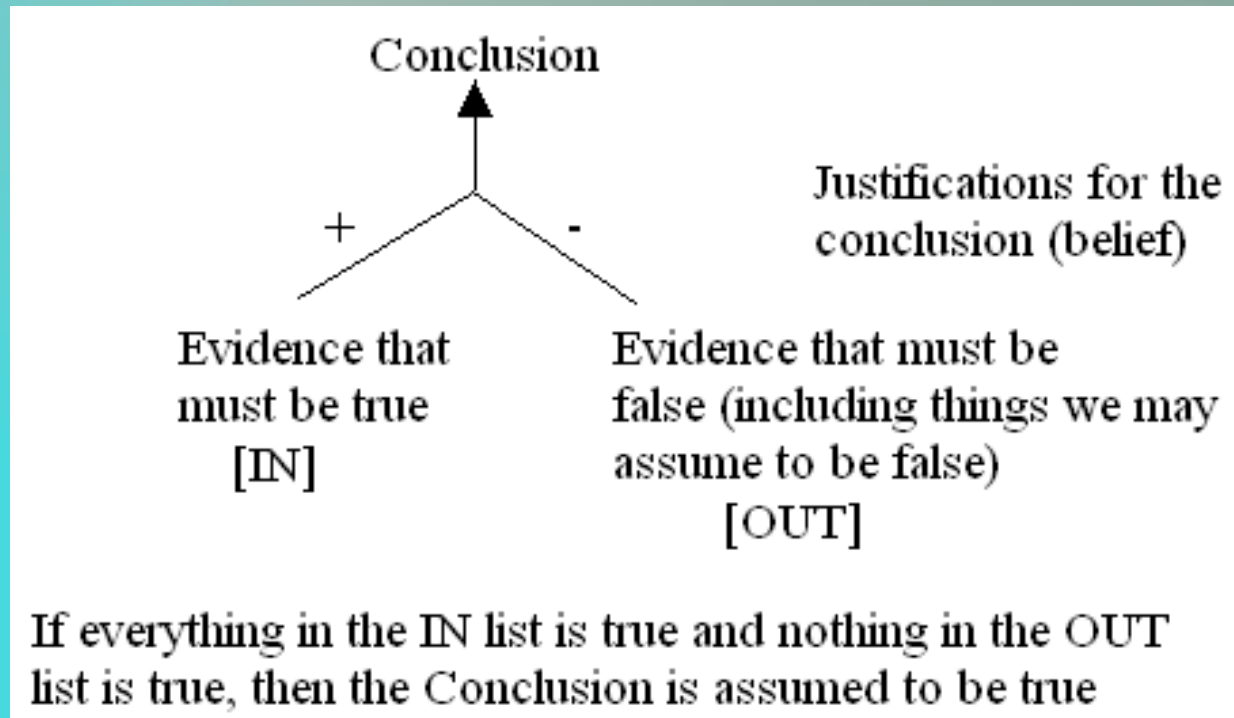 Conclusion
Justifications for the
conclusion (belief)
+
-
Evidence that
must be true
[IN]
Evidence that must be
false (including things we may
assume to be false)
[OUT]
If everything in the IN list is true and nothing in the OUT
list is true, then the Conclusion is assumed to be true